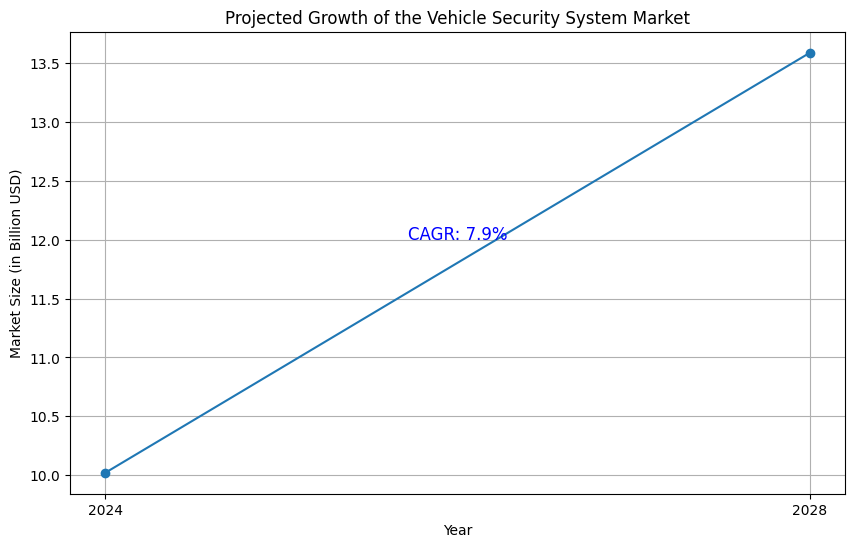 Projected Growth of the Vehicle Security System Market
Market Size (in Billion USD)
13.5
13.0
12.5
12.0
11.5
11.0
10.5
10.0
CAGR: 7.9%
2024
2028
Year